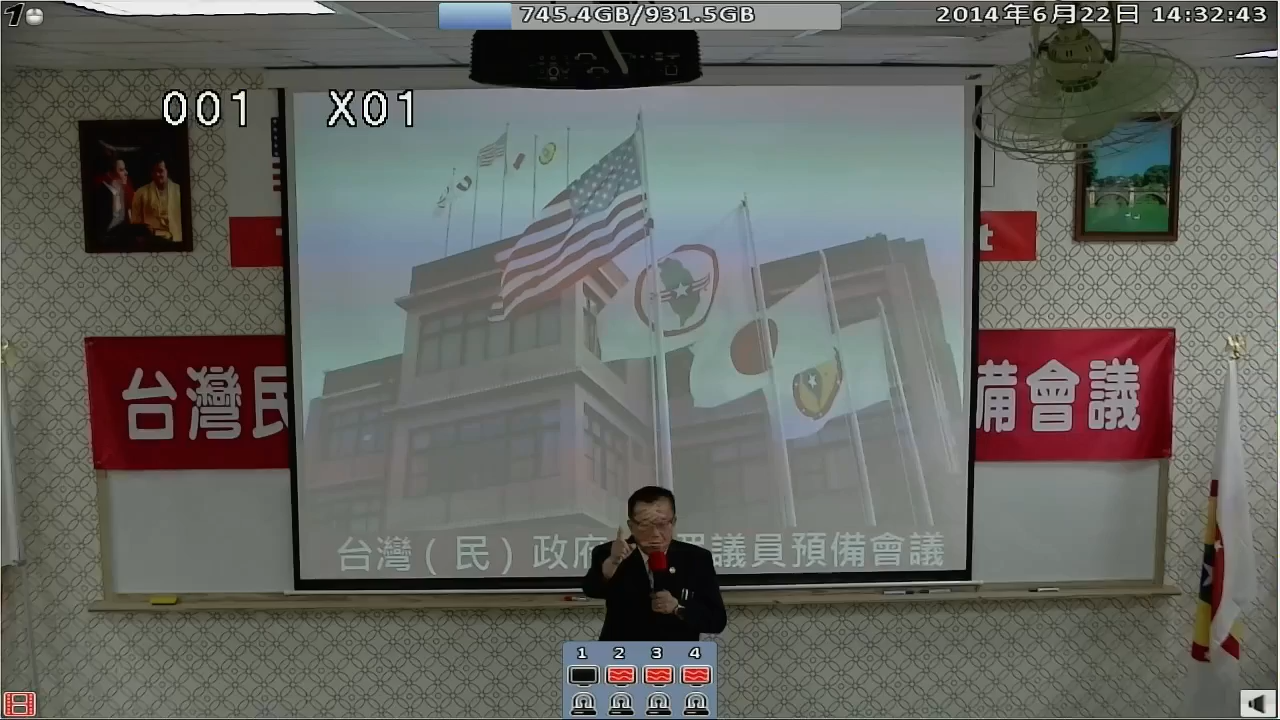 1
745.4GB/931.5GB
2014年6月22日 14:32:43
001 X01
t
台灣民
備會議
台灣(民)政府
議員預備會議
1 2 3 4